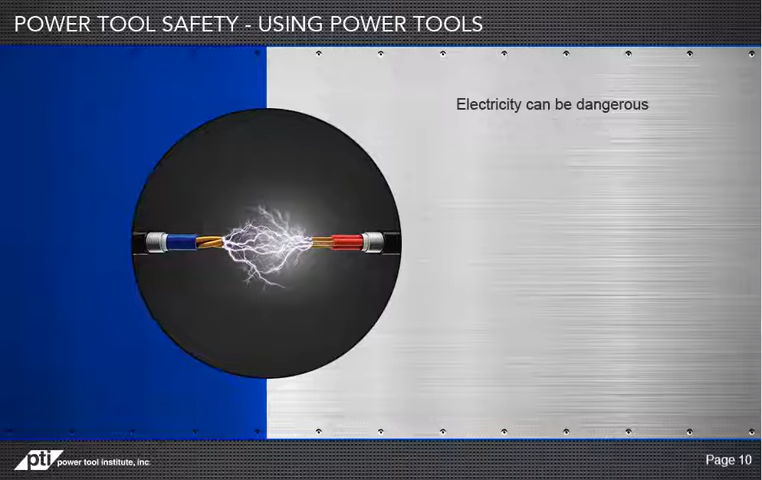 POWER TOOL SAFETY - USING POWER TOOLS
Electricity can be dangerous
pti power tool institute, inc.
Page 10